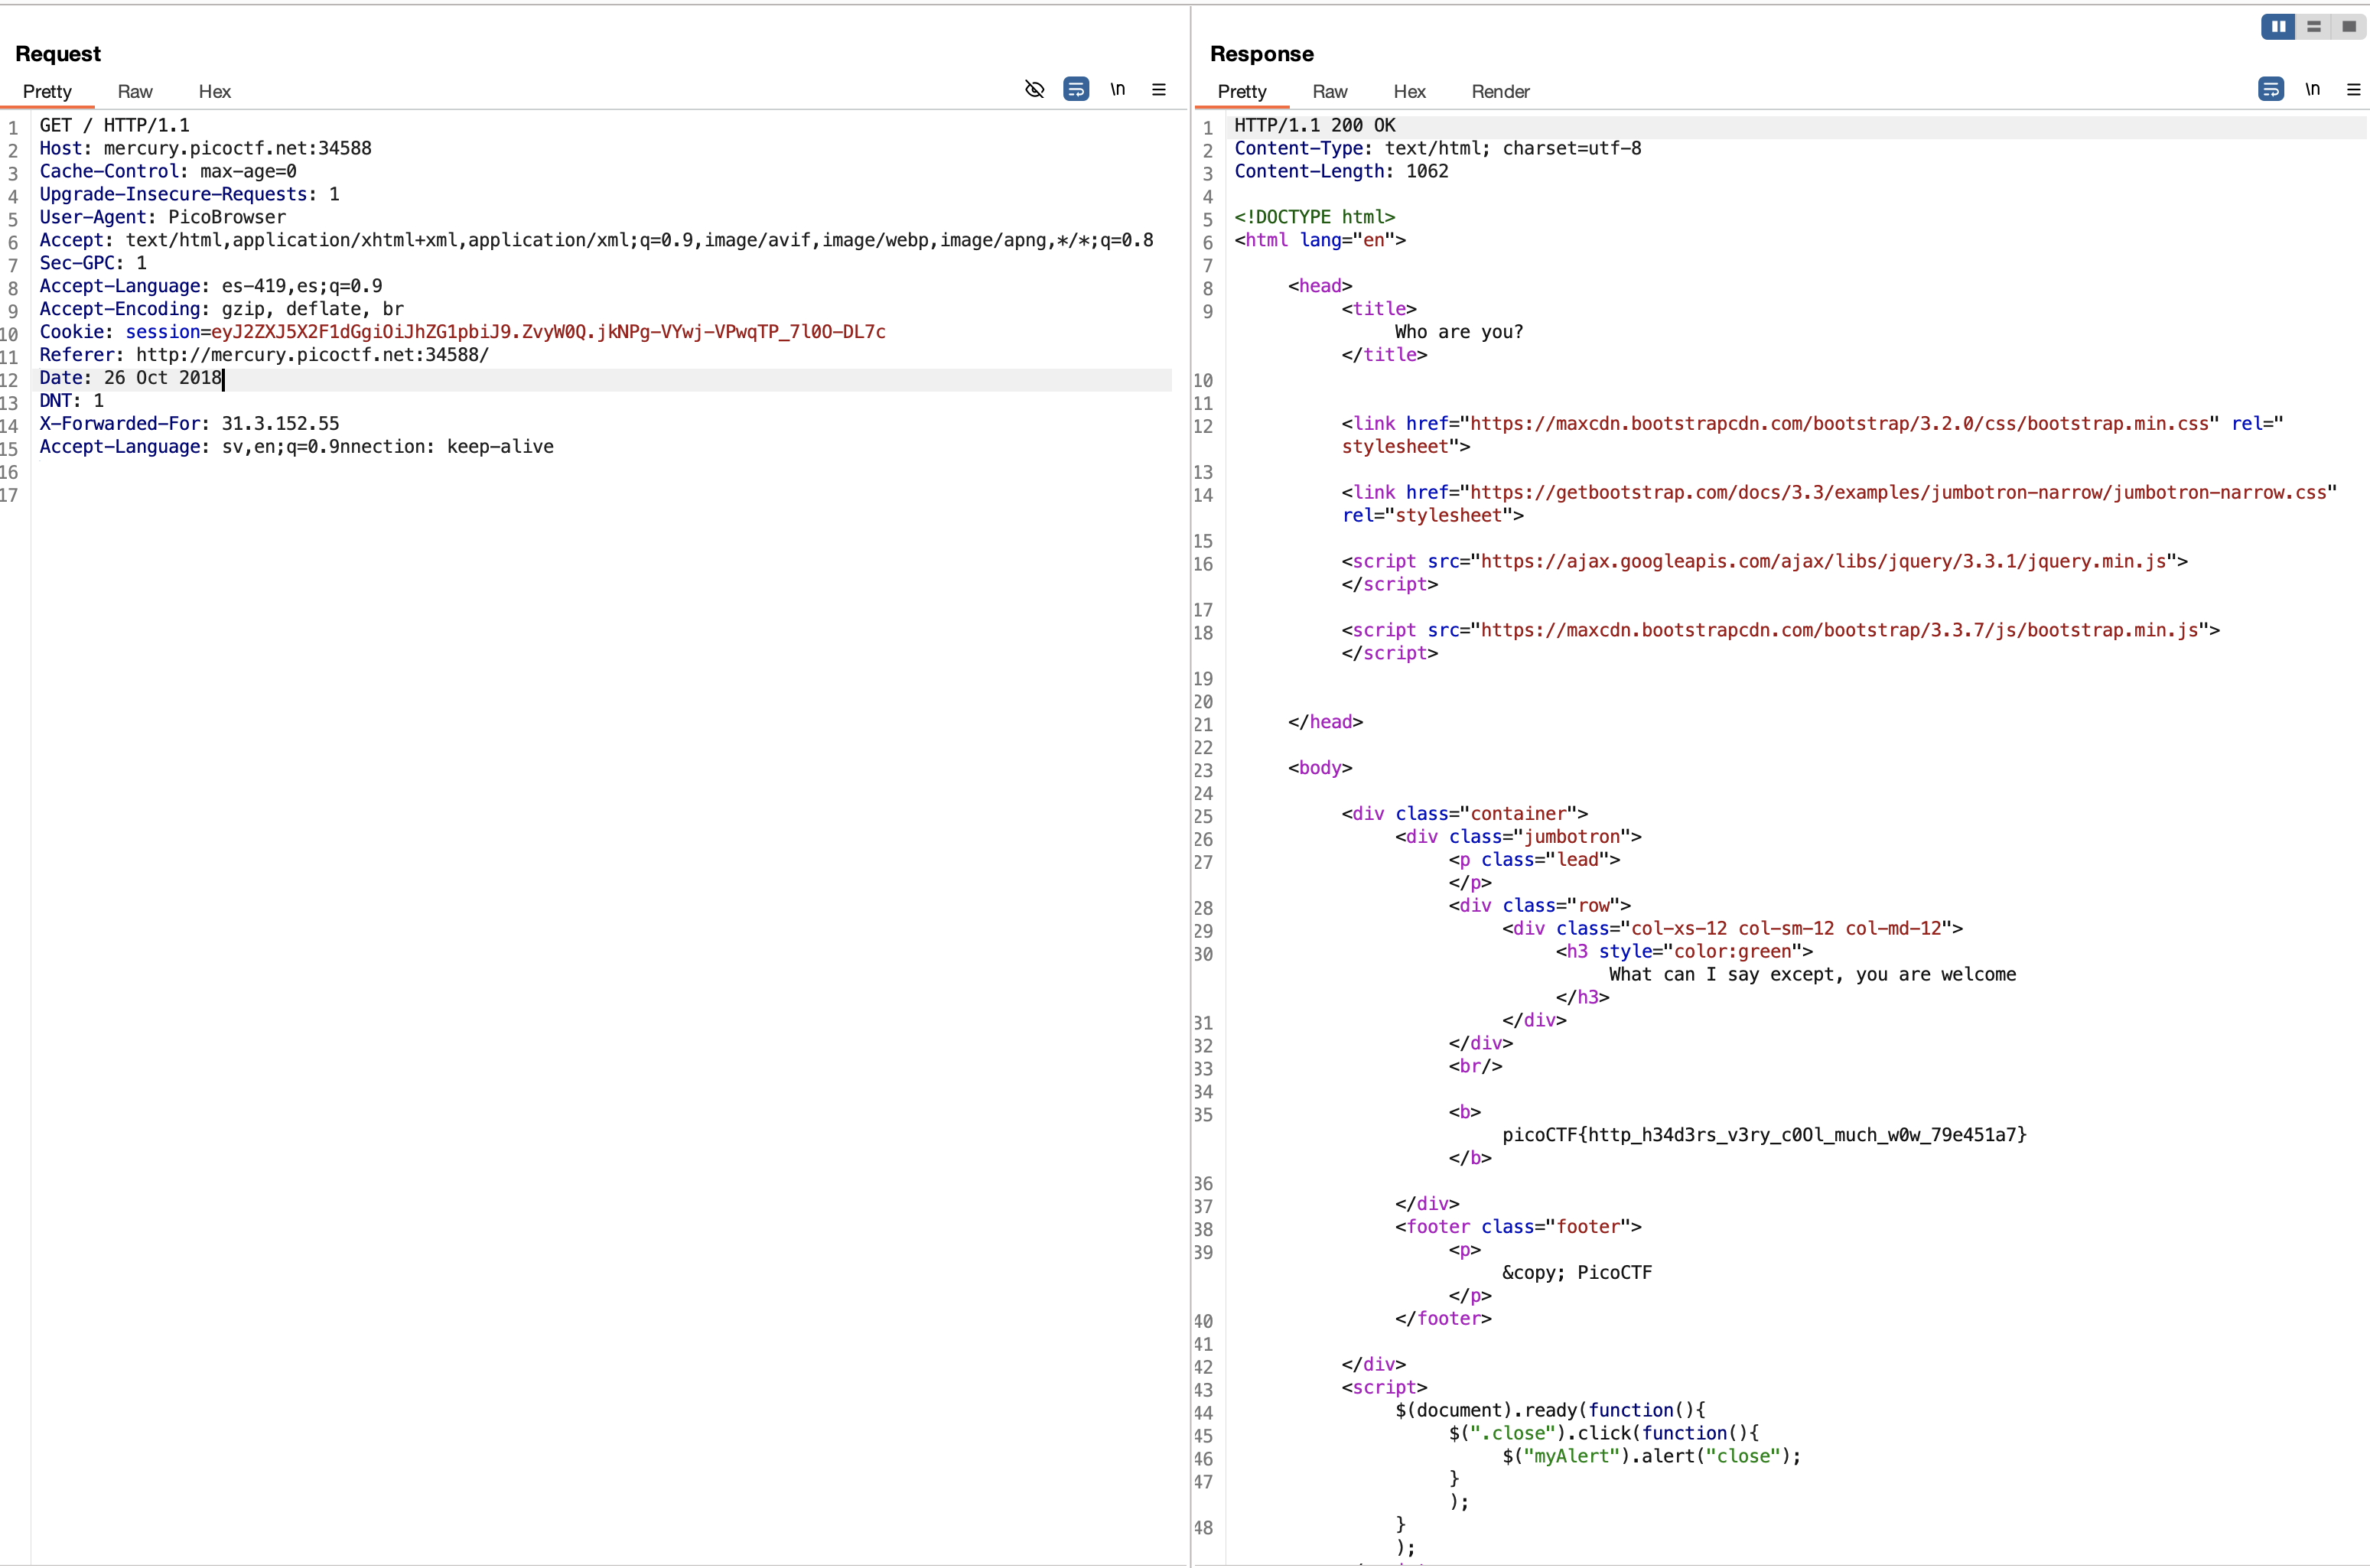 Request
Pretty Raw Hex
\n
1 GET / HTTP/1.1
2 Host: mercury.picoctf.net:34588
3 Cache-Control: max-age=0
4 Upgrade-Insecure-Requests: 1
5 User-Agent: PicoBrowser
6 Accept: text/html,application/xhtml+xml,application/xml;q=0.9,image/avif,image/webp,image/apng,*/*;q=0.8
7 Sec-GPC: 1
8 Accept-Language: es-419,es;q=0.9
9 Accept-Encoding: gzip, deflate, br
10 Cookie: session=eyJ2ZXJ5X2F1dGgiOiJhZG1pbiJ9.ZvyW0Q.jkNPg-VYwj-VPwqTP_7l0O-DL7c
11 Referer: http://mercury.picoctf.net:34588/
12 Date: 26 Oct 2018
13 DNT: 1
14 X-Forwarded-For: 31.3.152.55
15 Accept-Language: sv,en;q=0.9nnection: keep-alive
16
17
Response
Pretty Raw Hex Render
\n
1 HTTP/1.1 200 OK
2 Content-Type: text/html; charset=utf-8
3 Content-Length: 1062
4
5 <!DOCTYPE html>
6 <html lang="en">
7
8 <head>
9 <title>
Who are you?
</title>
10
11
12 <link href="https://maxcdn.bootstrapcdn.com/bootstrap/3.2.0/css/bootstrap.min.css" rel="
stylesheet">
13
14 <link href="https://getbootstrap.com/docs/3.3/examples/jumbotron-narrow/jumbotron-narrow.css"
rel="stylesheet">
15
16 <script src="https://ajax.googleapis.com/ajax/libs/jquery/3.3.1/jquery.min.js">
</script>
17
18 <script src="https://maxcdn.bootstrapcdn.com/bootstrap/3.3.7/js/bootstrap.min.js">
</script>
19
20
21 </head>
22
23 <body>
24
25 <div class="container">
26 <div class="jumbotron">
27 <p class="lead">
</p>
28 <div class="row">
29 <div class="col-xs-12 col-sm-12 col-md-12">
30 <h3 style="color:green">
What can I say except, you are welcome
</h3>
31 </div>
32 </div>
33 <br/>
34
35 <b>
picoCTF{http_h34d3rs_v3ry_c0Ol_much_w0w_79e451a7}
</b>
36
37 </div>
38 <footer class="footer">
39 <p>
&copy; PicoCTF
</p>
40 </footer>
41
42 </div>
43 <script>
44 $(document).ready(function(){
45 $(".close").click(function(){
46 $("myAlert").alert("close");
47 }
);
48 }
);